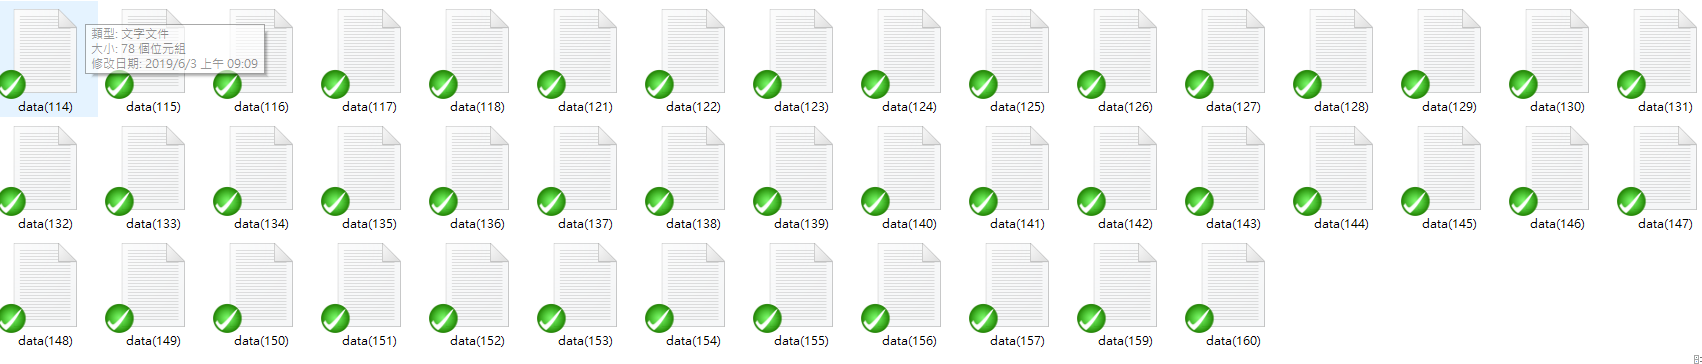 類型: 文字文件
大小: 78 個位元組
修改日期: 2019/6/3 上午 09:09
data(114) data(115) data(116) data(117) data(118) data(121) data(122) data(123) data(124) data(125) data(126) data(127) data(128) data(129) data(130) data(131)
data(132) data(133) data(134) data(135) data(136) data(137) data(138) data(139) data(140) data(141) data(142) data(143) data(144) data(145) data(146) data(147)
data(148) data(149) data(150) data(151) data(152) data(153) data(154) data(155) data(156) data(157) data(159) data(160)